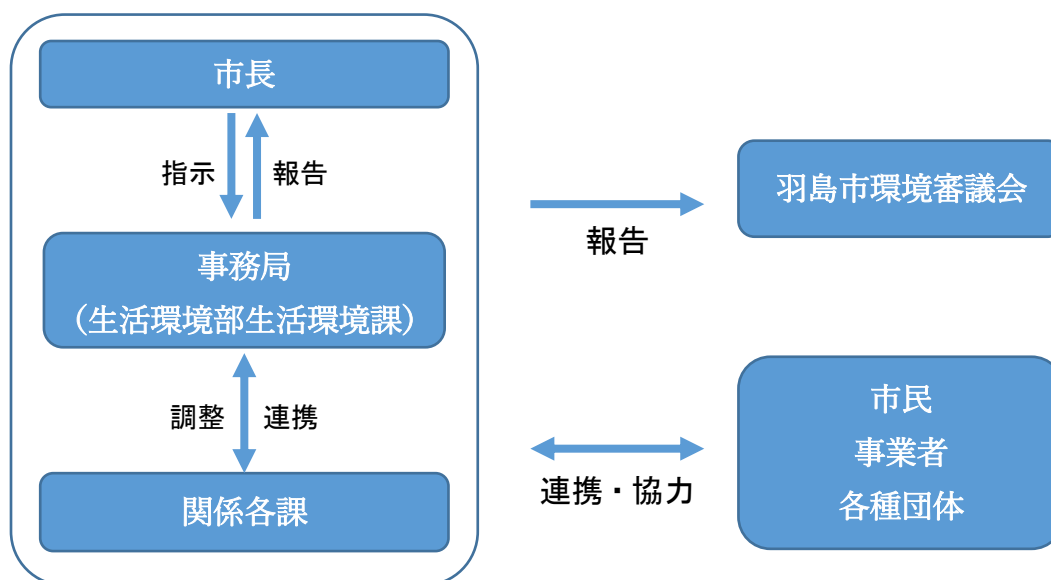 市長
指示
報告
事務局
（生活環境部生活環境課）
調整
連携
関係各課
報告
羽島市環境審議会
連携・協力
市民
事業者
各種団体